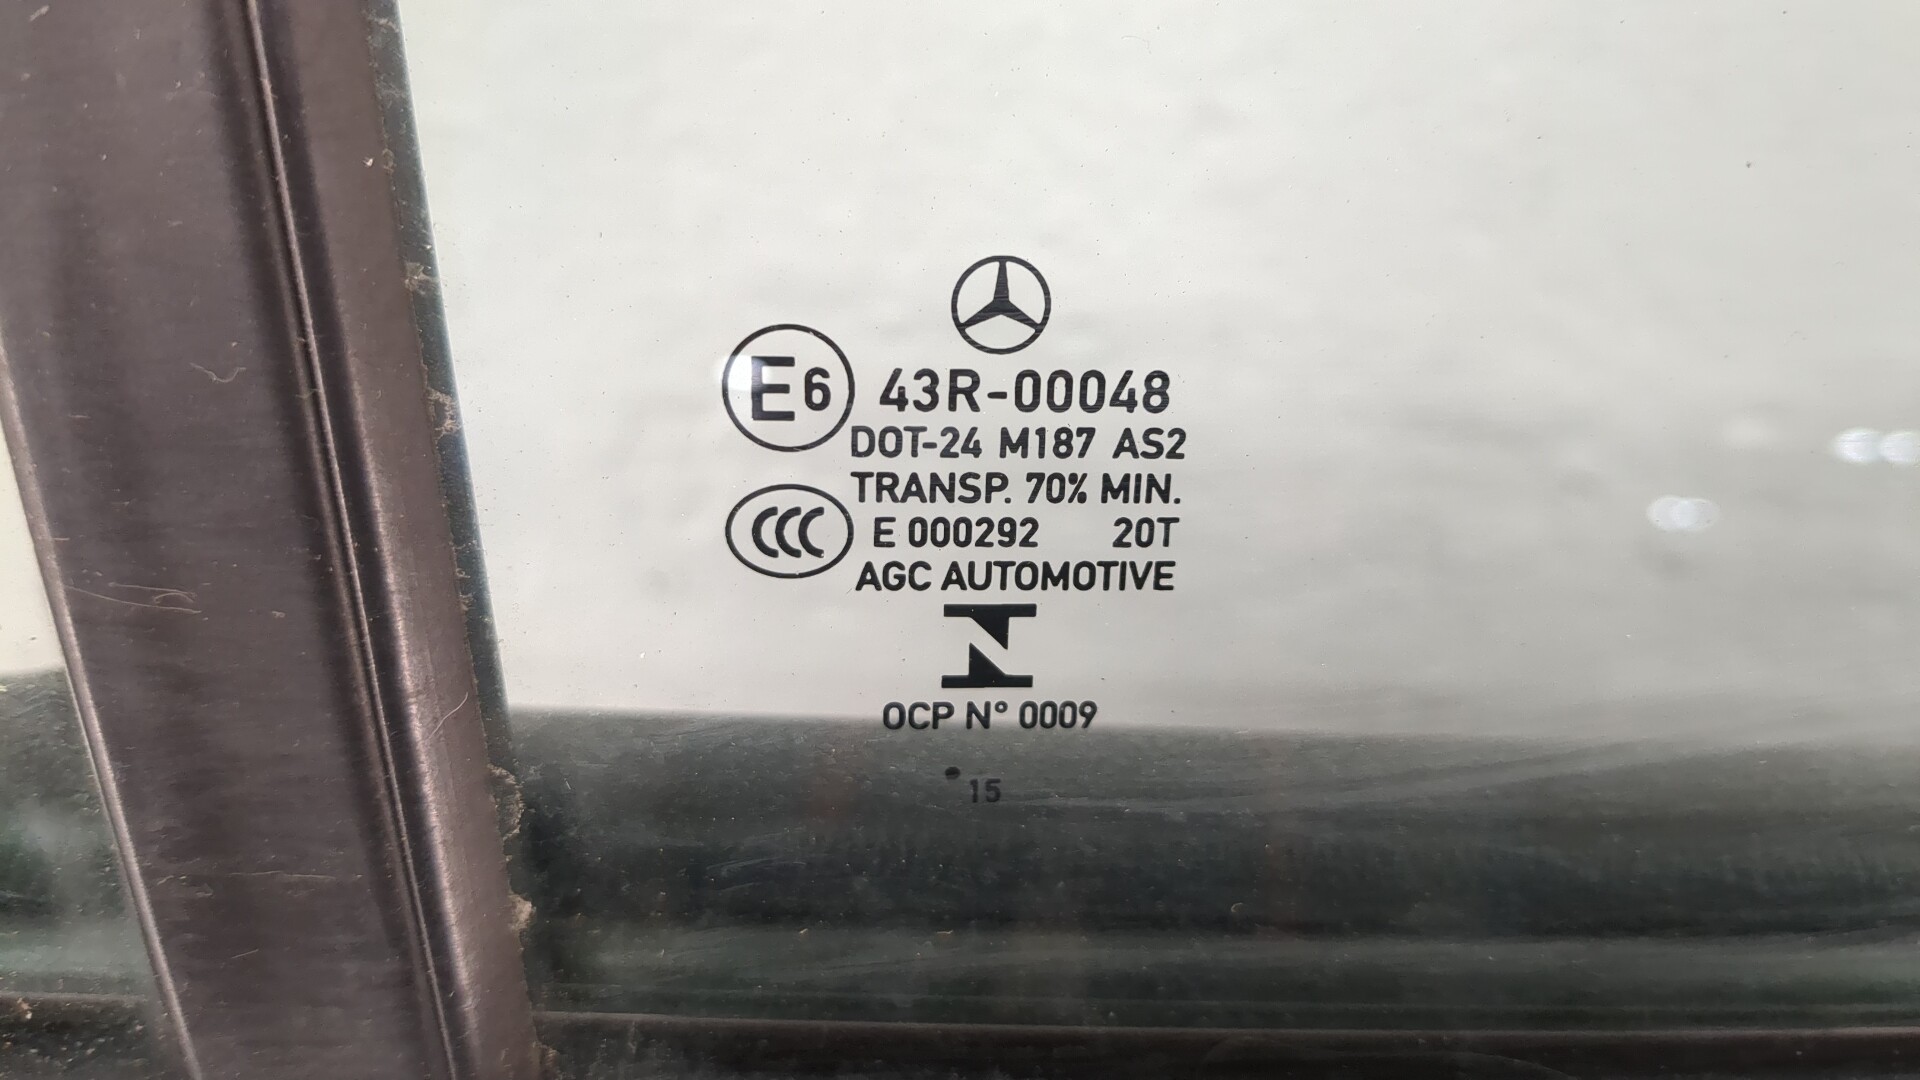 E6 43R-00048
DOT-24 M187 AS2
TRANSP. 70% MIN.
CCC E 000292 20T
AGC AUTOMOTIVE
OCP N° 0009
15